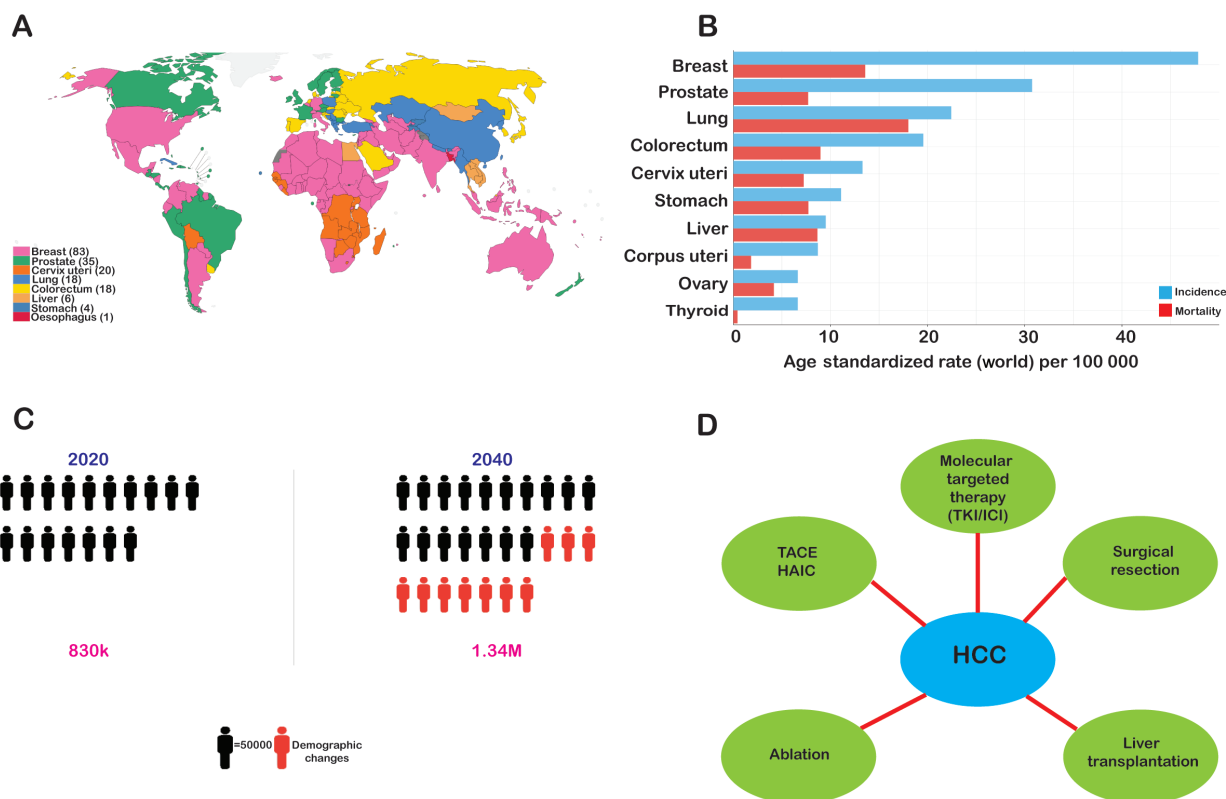 A
Breast (83)
Prostate (35)
Cervix uteri (20)
Lung (18)
Colorectum (18)
Liver (6)
Stomach (4)
Oesophagus (1)
B
Breast
Prostate
Lung
Colorectum
Cervix uteri
Stomach
Liver
Corpus uteri
Ovary
Thyroid
Incidence
Mortality
0 10 20 30 40
Age standardized rate (world) per 100 000
C
2020
2040
830k
1.34M
=50000
Demographic
changes
D
Molecular
targeted
therapy
(TKI/ICI)
TACE
HAIC
Surgical
resection
HCC
Ablation
Liver
transplantation